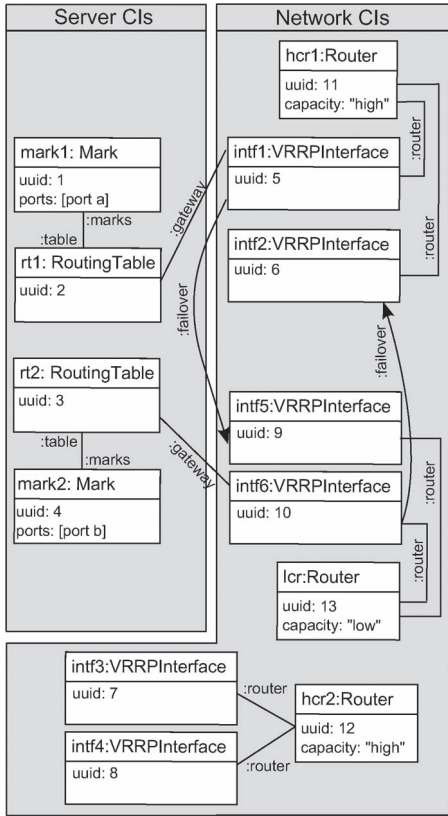 Server CIs
Network CIs
hcr1:Router
uuid: 11
capacity: "high"
:router
mark1: Mark
uuid: 1
ports: [port a]
:marks
:table
rt1: RoutingTable
uuid: 2
:gateway
intf1:VRRPInterface
uuid: 5
:router
intf2:VRRPInterface
uuid: 6
:failover
:failover
rt2: RoutingTable
uuid: 3
:table
:marks
mark2: Mark
uuid: 4
ports: [port b]
:gateway
intf5:VRRPInterface
uuid: 9
intf6:VRRPInterface
uuid: 10
:router
:router
lcr:Router
uuid: 13
capacity: "low"
intf3:VRRPInterface
uuid: 7
:router
hcr2:Router
uuid: 12
capacity: "high"
intf4:VRRPInterface
uuid: 8
:router